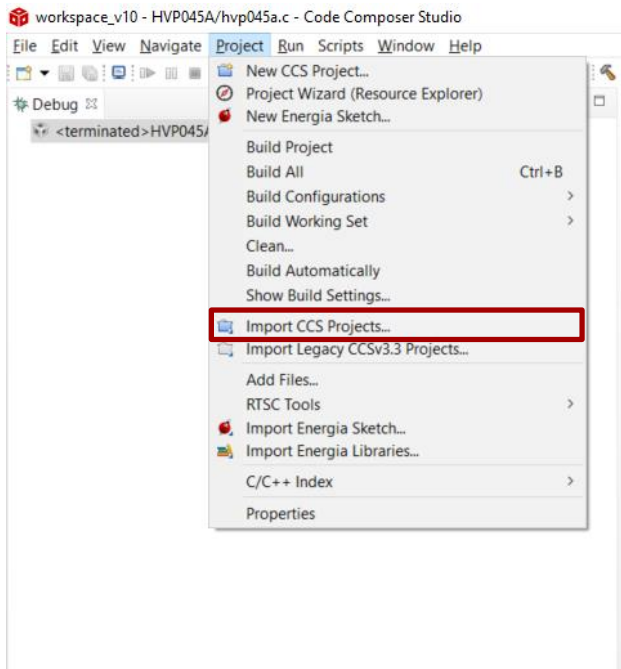 workspace_v10 - HVP045A/hvp045a.c - Code Composer Studio
File Edit View Navigate Project Run Scripts Window Help
Debug
<terminated>HVP045A
New CCS Project...
Project Wizard (Resource Explorer)
New Energia Sketch...
Build Project
Build All Ctrl+B
Build Configurations
Build Working Set
Clean...
Build Automatically
Show Build Settings...
Import CCS Projects...
Import Legacy CCSv3.3 Projects...
Add Files...
RTSC Tools
Import Energia Sketch...
Import Energia Libraries...
C/C++ Index
Properties